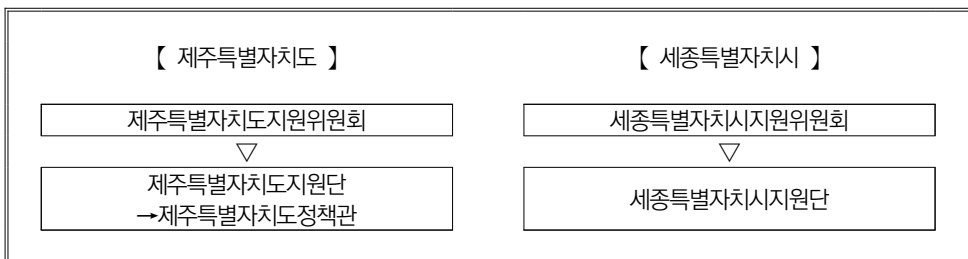 【 제주특별자치도 】
제주특별자치도지원위원회
▽
제주특별자치도지원단
→제주특별자치도정책관
【 세종특별자치시 】
세종특별자치시지원위원회
▽
세종특별자치시지원단